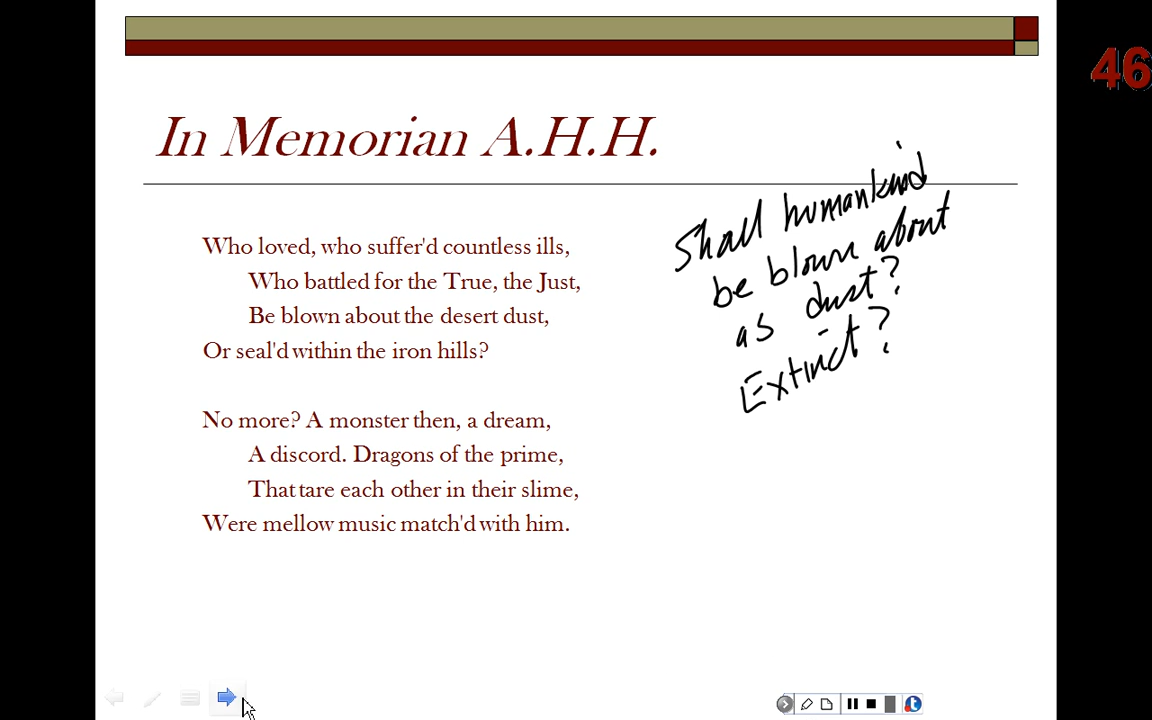 46
In Memorian A.H.H.
Who loved, who suffer'd countless ills,
Who battled for the True, the Just,
Be blown about the desert dust,
Or seal'd within the iron hills?
No more? A monster then, a dream,
A discord. Dragons of the prime,
That tare each other in their slime,
Were mellow music match'd with him.
Shall humankind
be blown about
as dust?
Extinct?